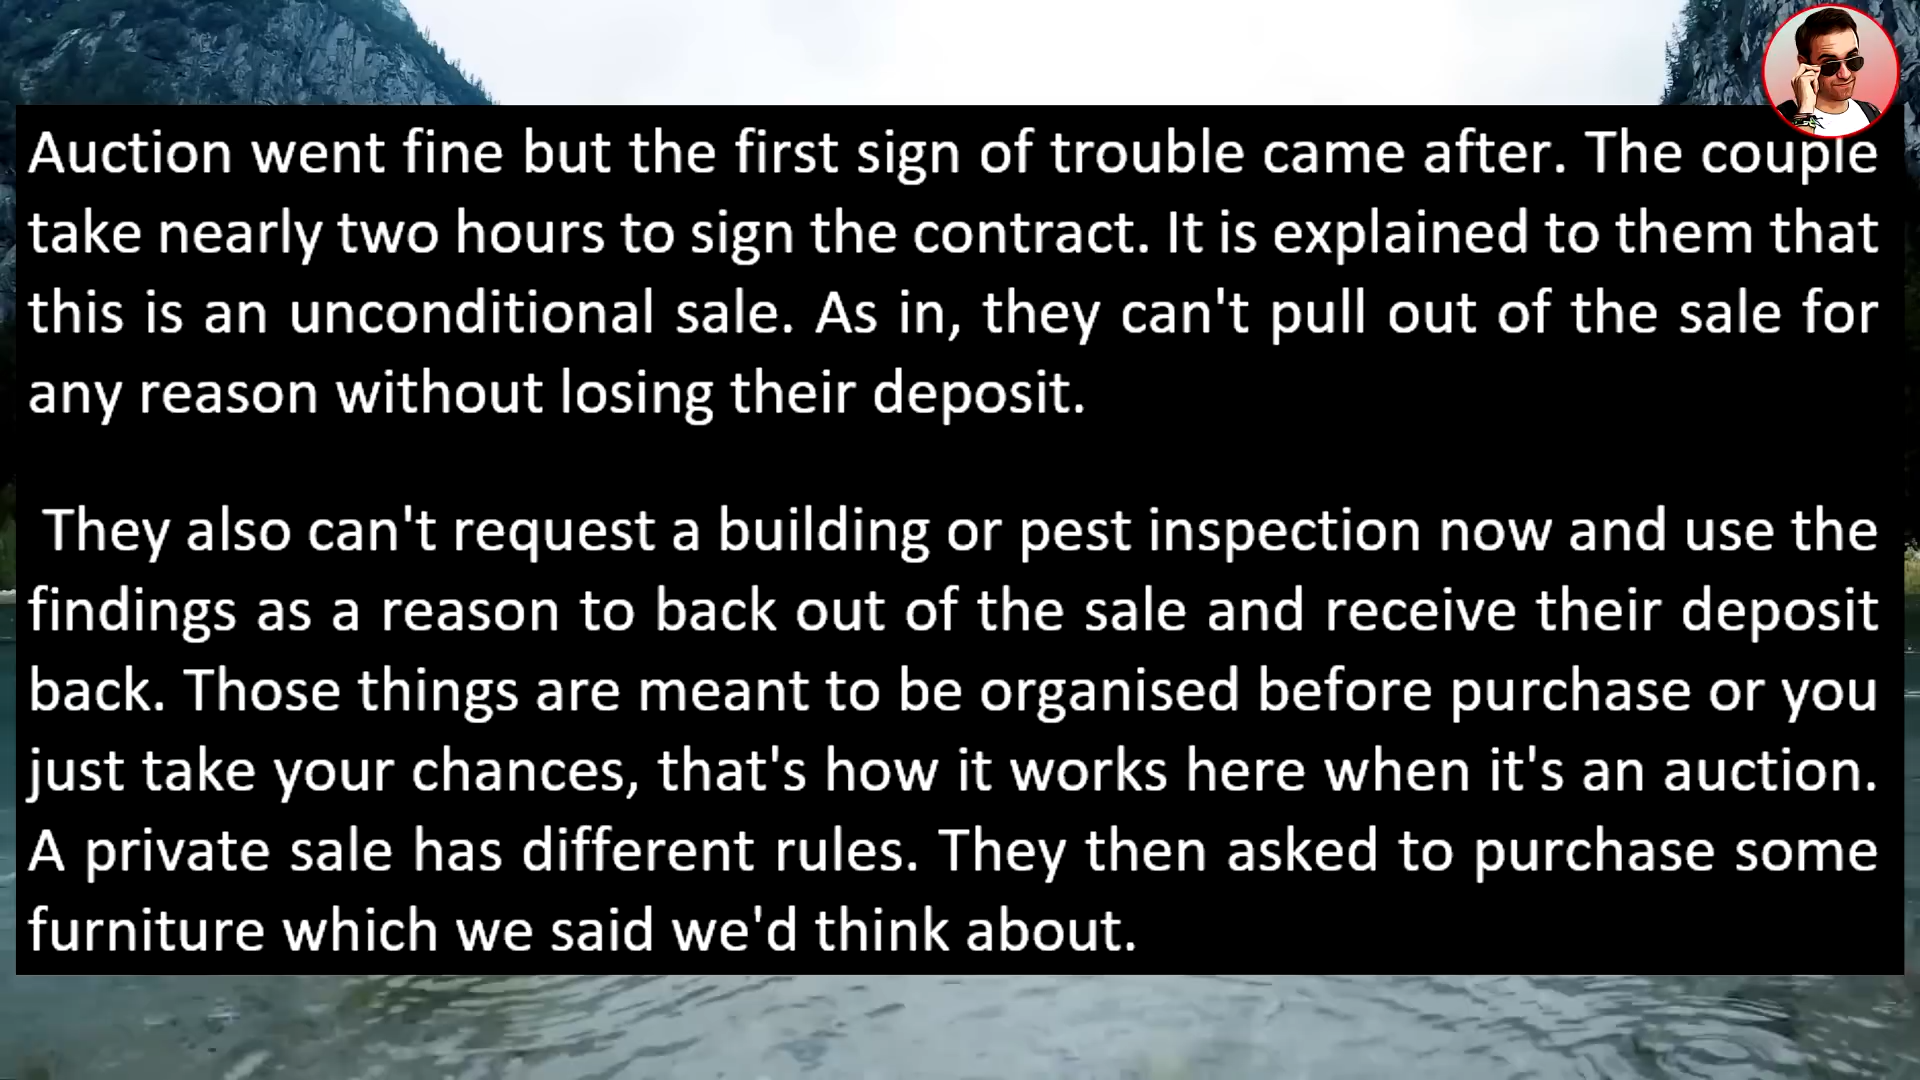 Auction went fine but the first sign of trouble came after. The couple
take nearly two hours to sign the contract. It is explained to them that
this is an unconditional sale. As in, they can't pull out of the sale for
any reason without losing their deposit.
They also can't request a building or pest inspection now and use the
findings as a reason to back out of the sale and receive their deposit
back. Those things are meant to be organised before purchase or you
just take your chances, that's how it works here when it's an auction.
A private sale has different rules. They then asked to purchase some
furniture which we said we'd think about.